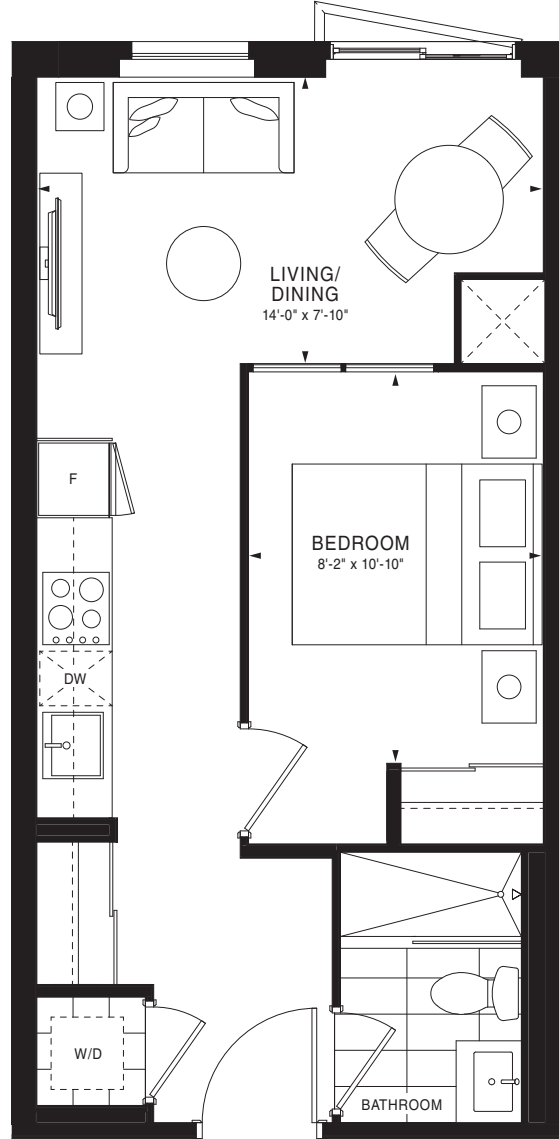 LIVING/
DINING
14'-0" x 7'-10"
F
BEDROOM
8'-2" x 10'-10"
DW
W/D
BATHROOM